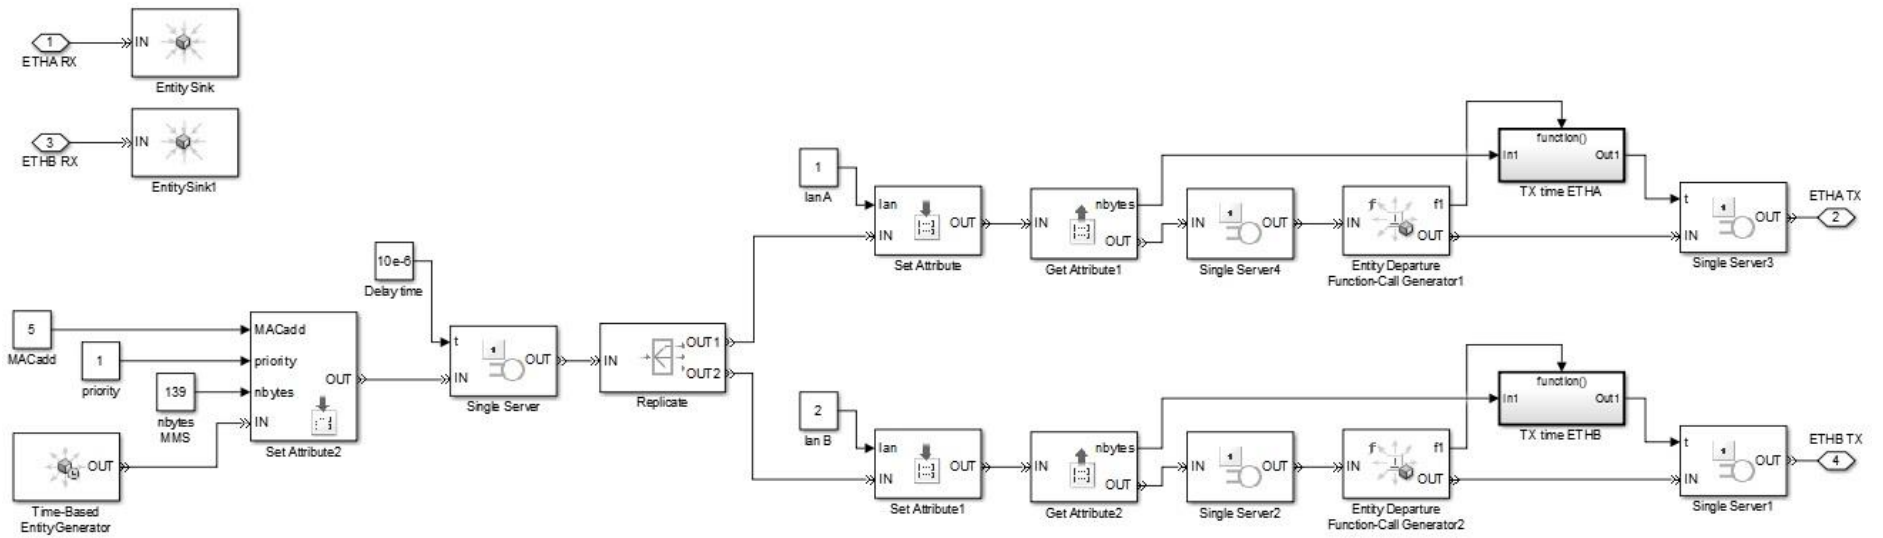 1
ETHA RX
IN
Entity Sink
3
ETHB RX
IN
Entity Sink1
5
MACadd
1
priority
139
nbytes
MMS
OUT
Time-Based
Entity Generator
MACadd
priority
nbytes
IN
OUT
Set Attribute2
10e-6
Delay time
t
IN
OUT
Single Server
IN
OUT1
OUT2
Replicate
1
lan A
lan
IN
OUT
Set Attribute
IN
nbytes
OUT
Get Attribute1
IN
OUT
Single Server4
IN
f1
OUT
Entity Departure
Function-Call Generator1
function()
In1
Out1
TX time ETHA
t
IN
OUT
Single Server3
ETHA TX
2
2
lan B
lan
IN
OUT
Set Attribute1
IN
nbytes
OUT
Get Attribute2
IN
OUT
Single Server2
IN
f1
OUT
Entity Departure
Function-Call Generator2
function()
In1
Out1
TX time ETHB
t
IN
OUT
Single Server1
ETHB TX
4